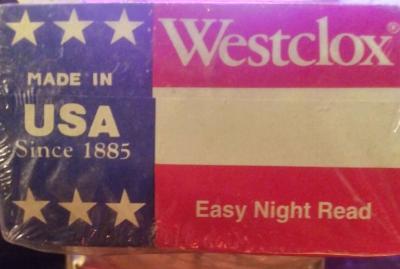 Westclox®
MADE IN
USA
Since 1885
Easy Night Read